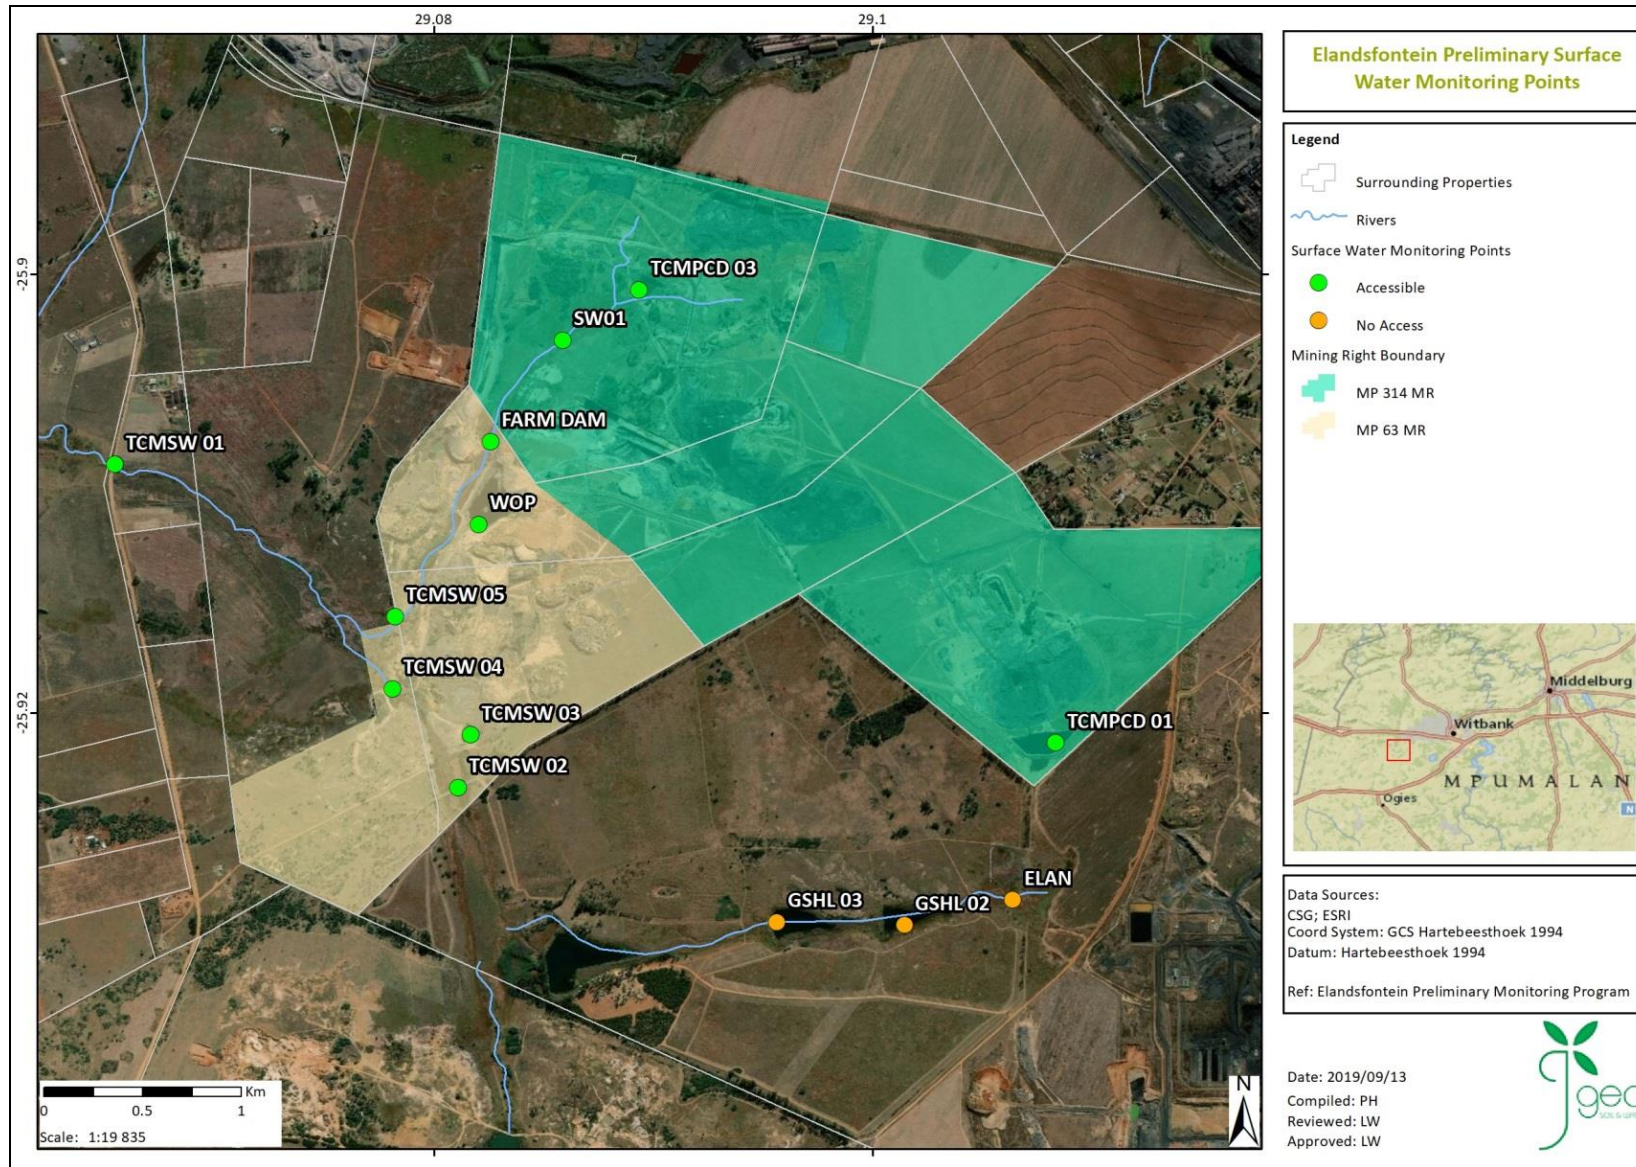 29.08
29.1
-25.9
-25.92
TCMPCD 03
SW01
FARM DAM
TCMSW 01
WOP
TCMSW 05
TCMSW 04
TCMSW 03
TCMPCD 01
TCMSW 02
ELAN
GSHL 03
GSHL 02
Km
0
0.5
1
Scale: 1:19 835
N
Elandsfontein Preliminary Surface
Water Monitoring Points
Legend
Surrounding Properties
Rivers
Surface Water Monitoring Points
Accessible
No Access
Mining Right Boundary
MP 314 MR
MP 63 MR
Middelburg
Witbank
MPUMALAN
Ogies
N
Data Sources:
CSG; ESRI
Coord System: GCS Hartebeesthoek 1994
Datum: Hartebeesthoek 1994
Ref: Elandsfontein Preliminary Monitoring Program
Date: 2019/09/13
Compiled: PH
Reviewed: LW
Approved: LW
geo